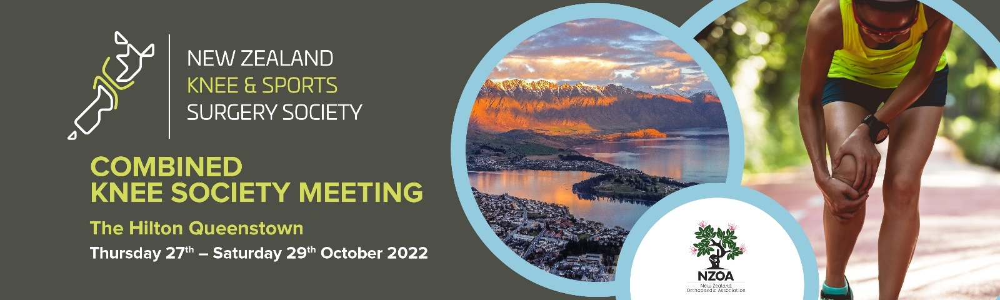 NEW ZEALAND
KNEE & SPORTS
SURGERY SOCIETY
COMBINED
KNEE SOCIETY MEETING
The Hilton Queenstown
Thursday 27th – Saturday 29th October 2022
NZOA
New Zealand
Orthopaedic Association